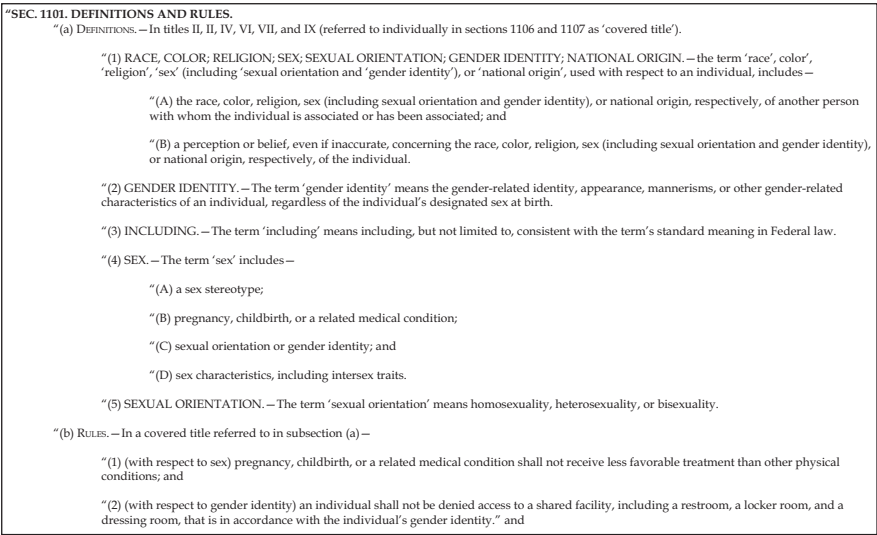 “SEC. 1101. DEFINITIONS AND RULES.
“(a) DEFINITIONS.—In titles II, II, IV, VI, VII, and IX (referred to individually in sections 1106 and 1107 as ‘covered title’).
“(1) RACE, COLOR; RELIGION; SEX; SEXUAL ORIENTATION; GENDER IDENTITY; NATIONAL ORIGIN.—the term ‘race’, color’,
‘religion’, ‘sex’ (including ‘sexual orientation and ‘gender identity’), or ‘national origin’, used with respect to an individual, includes—
“(A) the race, color, religion, sex (including sexual orientation and gender identity), or national origin, respectively, of another person
with whom the individual is associated or has been associated; and
“(B) a perception or belief, even if inaccurate, concerning the race, color, religion, sex (including sexual orientation and gender identity),
or national origin, respectively, of the individual.
“(2) GENDER IDENTITY.—The term ‘gender identity’ means the gender-related identity, appearance, mannerisms, or other gender-related
characteristics of an individual, regardless of the individual’s designated sex at birth.
“(3) INCLUDING.—The term ‘including’ means including, but not limited to, consistent with the term’s standard meaning in Federal law.
“(4) SEX.—The term ‘sex’ includes—
“(A) a sex stereotype;
“(B) pregnancy, childbirth, or a related medical condition;
“(C) sexual orientation or gender identity; and
“(D) sex characteristics, including intersex traits.
“(5) SEXUAL ORIENTATION.—The term ‘sexual orientation’ means homosexuality, heterosexuality, or bisexuality.
“(b) RULES.—In a covered title referred to in subsection (a)—
“(1) (with respect to sex) pregnancy, childbirth, or a related medical condition shall not receive less favorable treatment than other physical
conditions; and
“(2) (with respect to gender identity) an individual shall not be denied access to a shared facility, including a restroom, a locker room, and a
dressing room, that is in accordance with the individual’s gender identity.” and